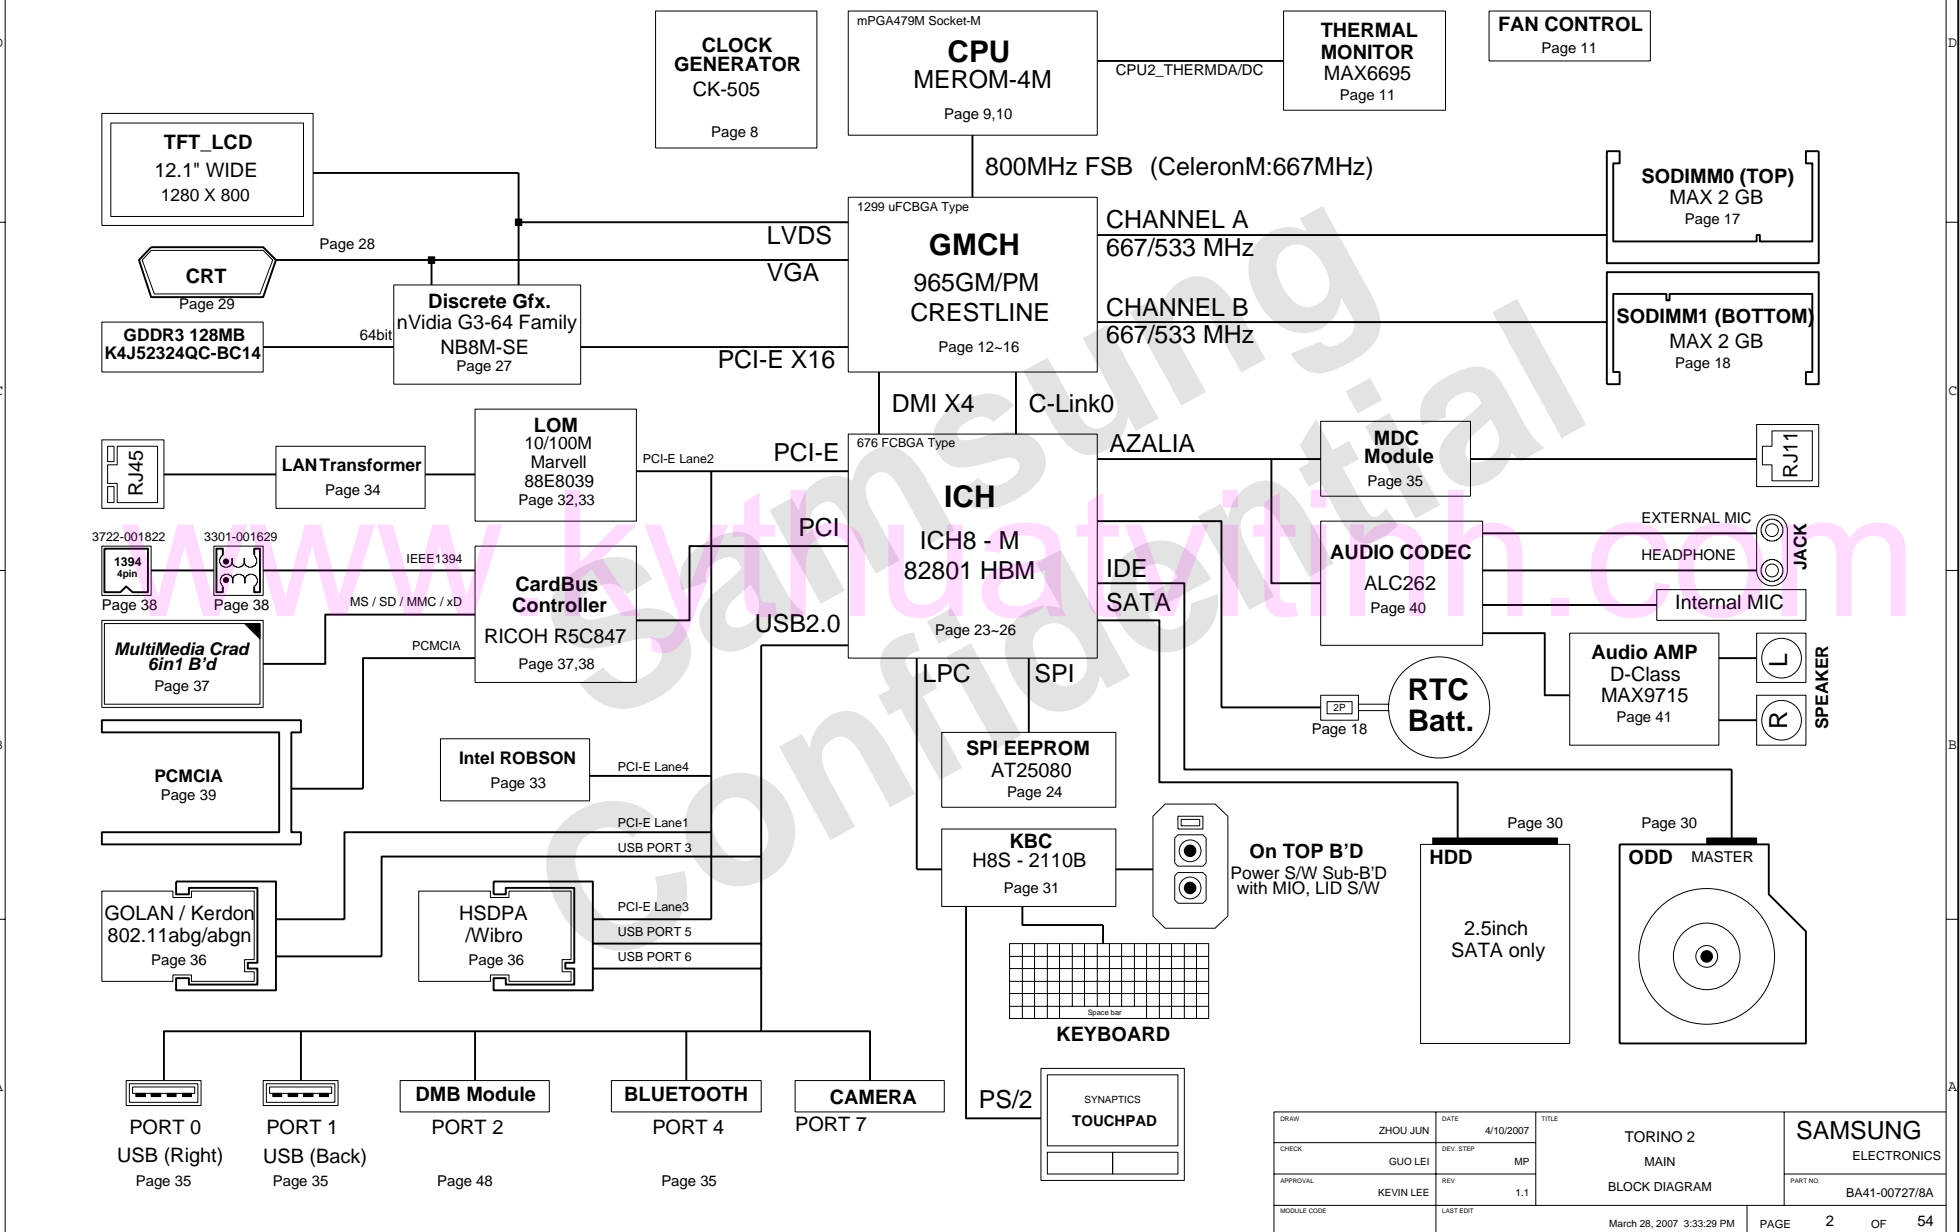 CLOCK
GENERATOR
CK-505
Page 8
mPGA479M Socket-M
CPU
MEROM-4M
Page 9,10
CPU2_THERMDA/DC
THERMAL
MONITOR
MAX6695
Page 11
FAN CONTROL
Page 11
TFT_LCD
12.1" WIDE
1280 X 800
800MHz FSB (CeleronM:667MHz)
SODIMM0 (TOP)
MAX 2 GB
Page 17
SODIMM1 (BOTTOM)
MAX 2 GB
Page 18
CHANNEL A
667/533 MHz
CHANNEL B
667/533 MHz
1299 uFCBGA Type
GMCH
965GM/PM
CRESTLINE
Page 12~16
LVDS
VGA
PCI-E X16
Page 28
CRT
Page 29
GDDR3 128MB
K4J52324QC-BC14
64bit
Discrete Gfx.
nVidia G3-64 Family
NB8M-SE
Page 27
DMI X4
C-Link0
RJ45
LAN Transformer
Page 34
LOM
10/100M
Marvell
88E8039
Page 32,33
PCI-E Lane2
PCI-E
PCI
USB2.0
676 FCBGA Type
ICH
ICH8 - M
82801 HBM
Page 23~26
AZALIA
IDE
SATA
LPC
SPI
MDC
Module
Page 35
RJ11
AUDIO CODEC
ALC262
Page 40
EXTERNAL MIC
HEADPHONE
JACK
Internal MIC
Audio AMP
D-Class
MAX9715
Page 41
L
R
SPEAKER
2P
Page 18
RTC
Batt.
3722-001822
3301-001629
1394
4pin
Page 38
Page 38
IEEE1394
MS / SD / MMC / xD
PCMCIA
CardBus
Controller
RICOH R5C847
Page 37,38
MultiMedia Crad
6in1 B'd
Page 37
PCMCIA
Page 39
Intel ROBSON
Page 33
PCI-E Lane4
PCI-E Lane1
USB PORT 3
PCI-E Lane3
USB PORT 5
USB PORT 6
GOLAN / Kerdon
802.11abg/abgn
Page 36
HSDPA
/Wibro
Page 36
SPI EEPROM
AT25080
Page 24
KBC
H8S - 2110B
Page 31
On TOP B'D
Power S/W Sub-B'D
with MIO, LID S/W
Page 30
HDD
2.5inch
SATA only
Page 30
ODD MASTER
Space bar
KEYBOARD
PS/2
SYNAPTICS
TOUCHPAD
PORT 0
USB (Right)
Page 35
PORT 1
USB (Back)
Page 35
DMB Module
PORT 2
Page 48
BLUETOOTH
PORT 4
Page 35
CAMERA
PORT 7
DRAW
ZHOU JUN
DATE
4/10/2007
TITLE
TORINO 2
MAIN
BLOCK DIAGRAM
SAMSUNG
ELECTRONICS
CHECK
GUO LEI
DEV. STEP
MP
APPROVAL
KEVIN LEE
REV
1.1
PART NO.
BA41-00727/8A
MODULE CODE
LAST EDIT
March 28, 2007 3:33:29 PM
PAGE 2 OF 54
Samsung
Confidential
www.kythuatvitinh.com
D
C
B
A